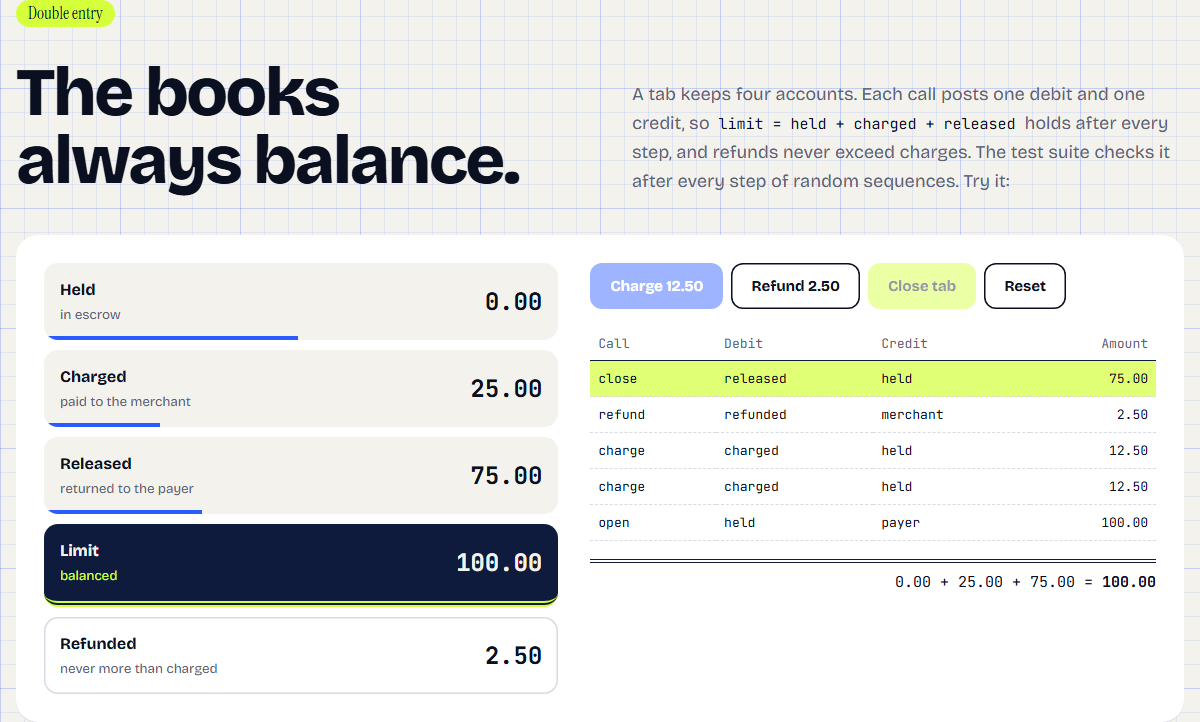 Double entry
The books
always balance.
A tab keeps four accounts. Each call posts one debit and one
credit, so limit = held + charged + released holds after every
step, and refunds never exceed charges. The test suite checks it
after every step of random sequences. Try it:
Held
in escrow
0.00
Charged
paid to the merchant
25.00
Released
returned to the payer
75.00
Limit
balanced
100.00
Refunded
never more than charged
2.50
Charge 12.50 Refund 2.50 Close tab Reset
Call Debit Credit Amount
close released held 75.00
refund refunded merchant 2.50
charge charged held 12.50
charge charged held 12.50
open held payer 100.00
0.00 + 25.00 + 75.00 = 100.00